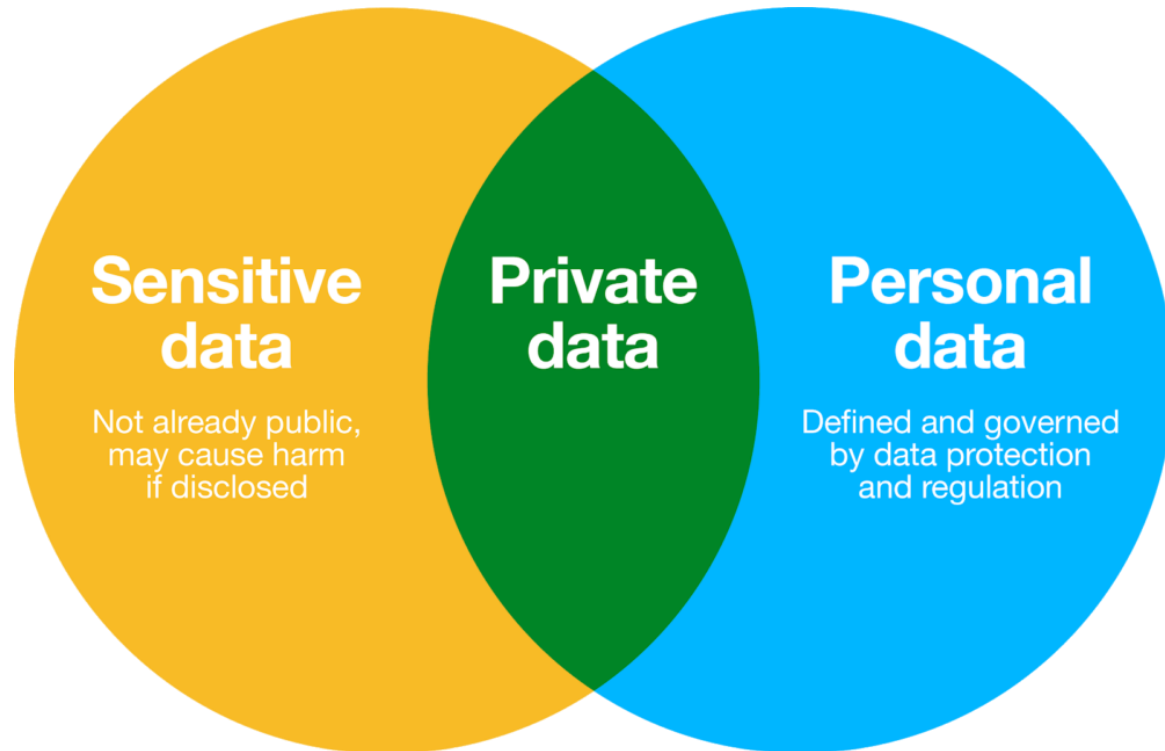 Sensitive
data
Not already public,
may cause harm
if disclosed
Private
data
Personal
data
Defined and governed
by data protection
and regulation